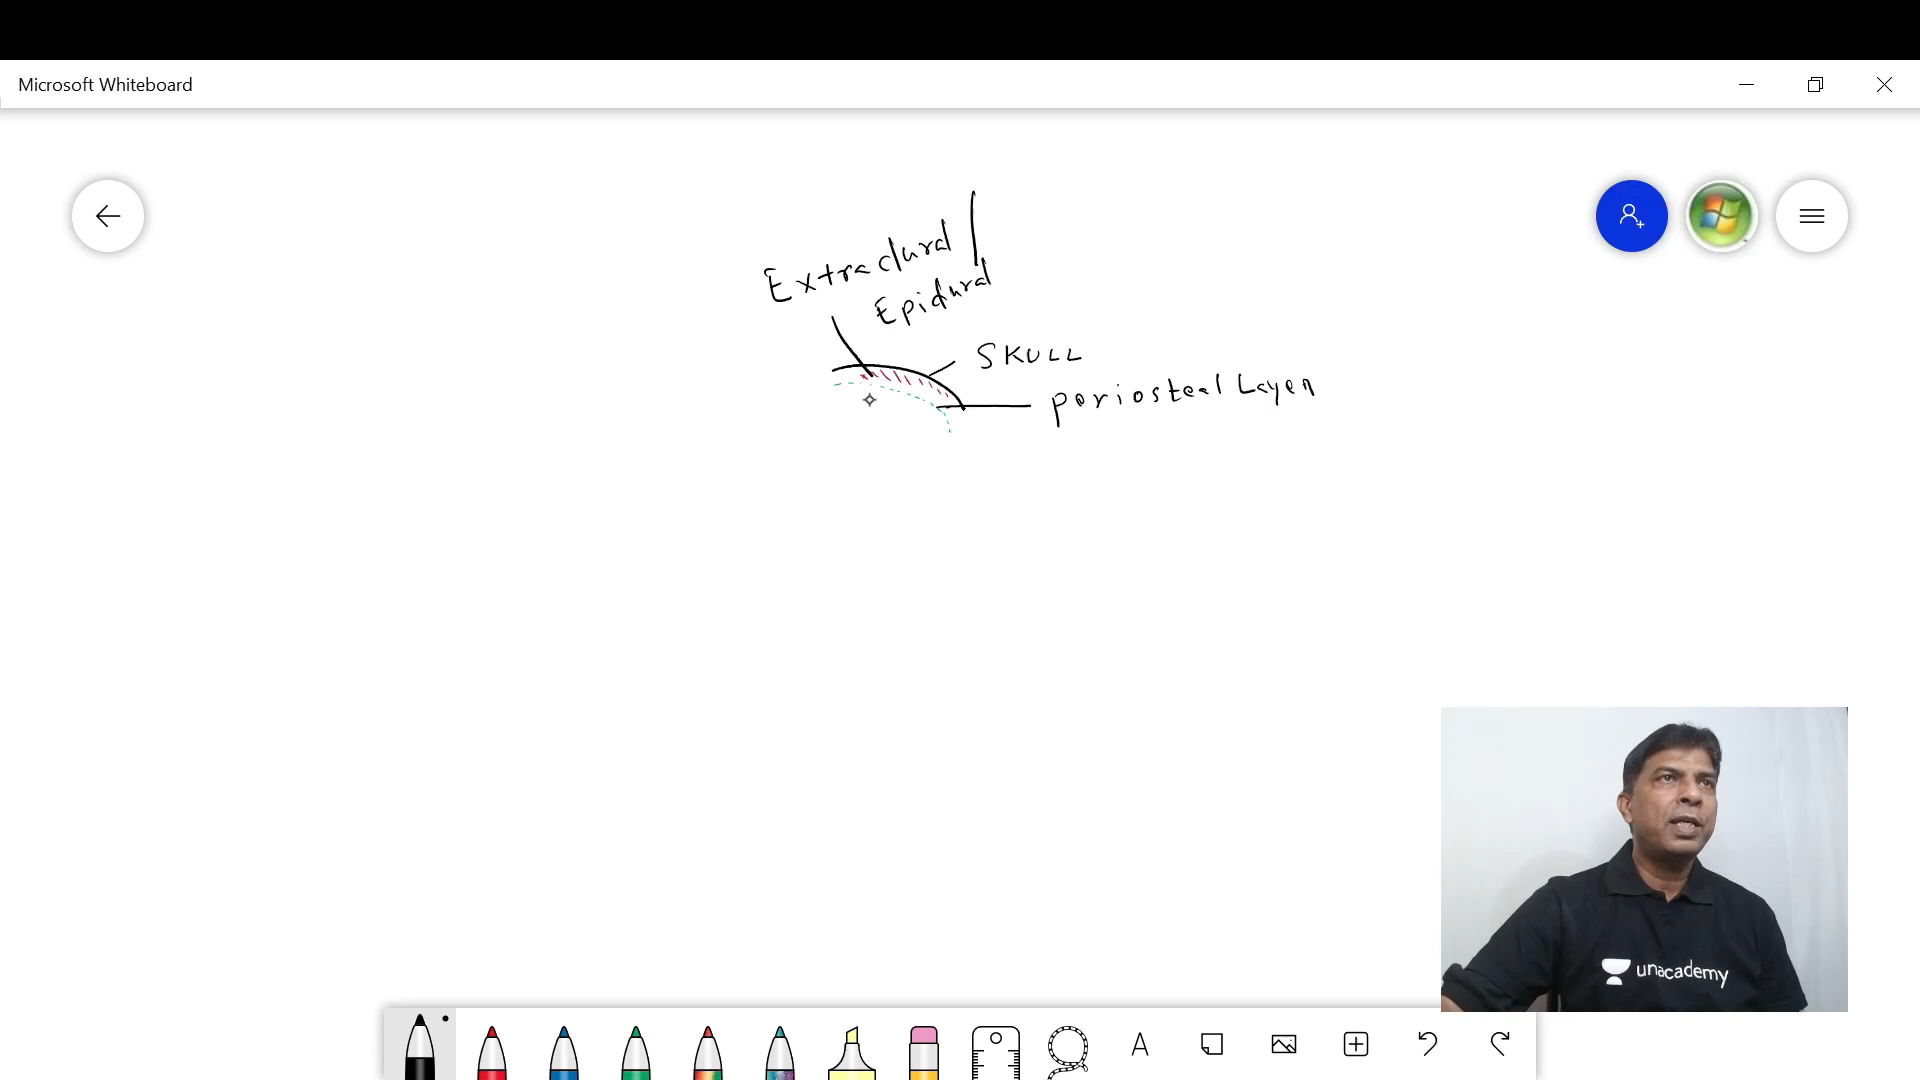 Microsoft Whiteboard
Extradural
Epidural
SKULL
periosteal Layer
unacademy